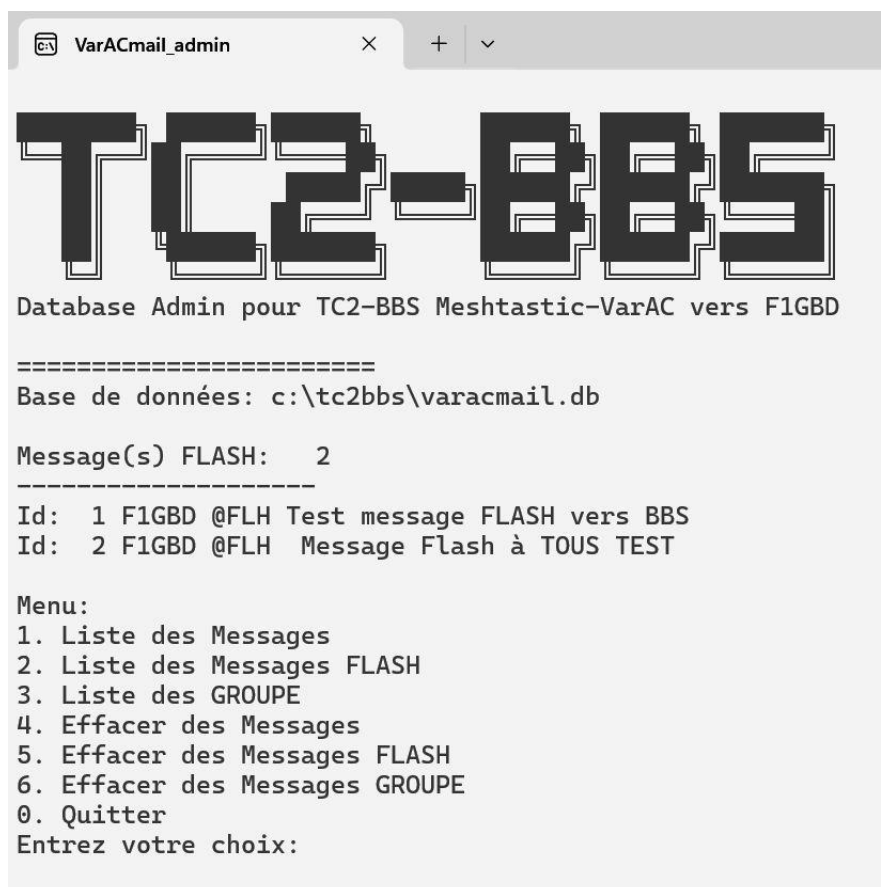 VarACmail_admin
TC2-BBS
Database Admin pour TC2-BBS Meshtastic-VarAC vers F1GBD
=========================
Base de données: c:\tc2bbs\varacmail.db
Message(s) FLASH:   2
--------------------
Id:  1 F1GBD @FLH Test message FLASH vers BBS
Id:  2 F1GBD @FLH  Message Flash à TOUS TEST
Menu:
1. Liste des Messages
2. Liste des Messages FLASH
3. Liste des GROUPE
4. Effacer des Messages
5. Effacer des Messages FLASH
6. Effacer des Messages GROUPE
0. Quitter
Entrez votre choix: